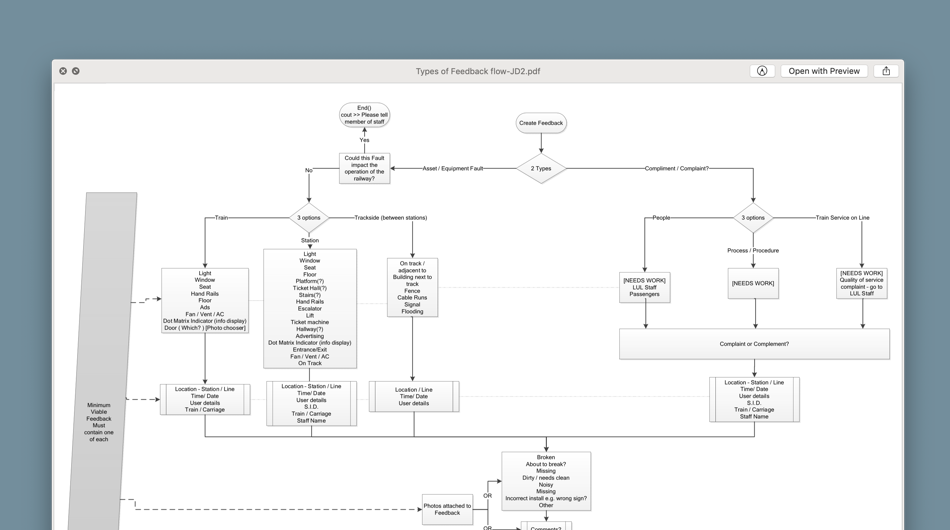 Types of Feedback flow-JD2.pdf
Open with Preview
End()
cout >> Please tell
member of staff
Create Feedback
Yes
Could this Fault
impact the
operation of the
railway?
No
Asset / Equipment Fault
2 Types
Compliment / Complaint?
Train
3 options
Trackside (between stations)
Station
People
3 options
Train Service on Line
Process / Procedure
Light
Window
Seat
Hand Rails
Floor
Ads
Fan / Vent / AC
Dot Matrix Indicator (info display)
Door ( Which? ) [Photo chooser]
Light
Window
Seat
Floor
Platform(?)
Ticket Hall(?)
Stairs(?)
Hand Rails
Escalator
Lift
Ticket machine
Hallway(?)
Advertising
Dot Matrix Indicator (info display)
Entrance/Exit
Fan / Vent / AC
On Track
On track /
adjacent to
Building next to
track
Fence
Cable Runs
Signal
Flooding
[NEEDS WORK]
LUL Staff
Passengers
[NEEDS WORK]
[NEEDS WORK]
Quality of service
complaint - go to
LUL Staff
Complaint or Complement?
Minimum
Viable
Feedback
Must
contain one
of each
Location - Station / Line
Time/ Date
User details
Train / Carriage
Location - Station / Line
Time/ Date
User details
S.I.D.
Train / Carriage
Staff Name
Location / Line
Time/ Date
User details
Location - Station / Line
Time/ Date
User details
S.I.D.
Train / Carriage
Staff Name
Broken
About to break?
Missing
Dirty / needs clean
Noisy
Missing
Incorrect install e.g. wrong sign?
Other
OR
Photos attached to
Feedback
OR
Comments?